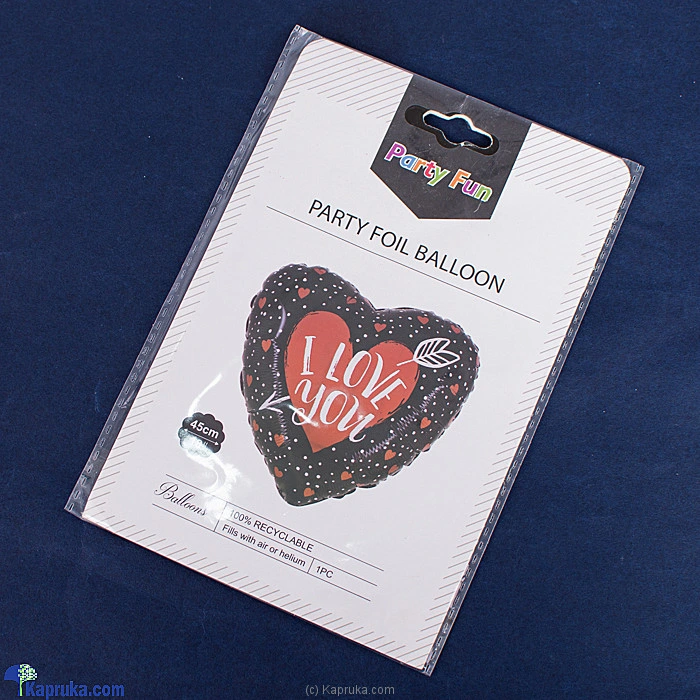 Party Fun
PARTY FOIL BALLOON
I LOVE
you
45cm
Balloons
100% RECYCLABLE
Fills with air or helium
1PC
Kapruka.com
(c) Kapruka.com